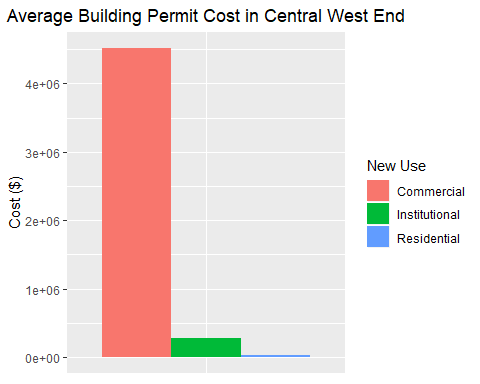 Average Building Permit Cost in Central West End
4e+06
3e+06
2e+06
1e+06
0e+00
Cost ($)
New Use
Commercial
Institutional
Residential